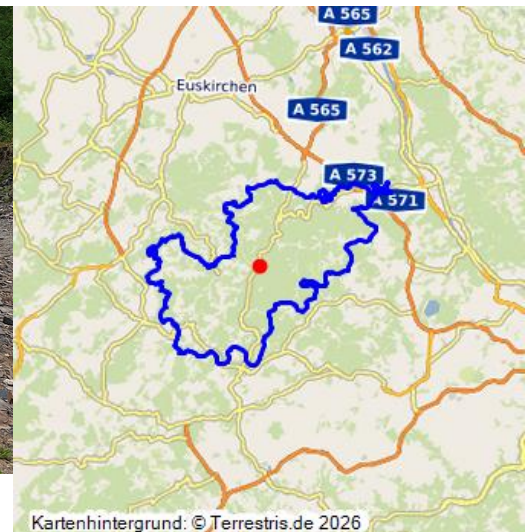 A 565
A 562
Euskirchen
A 565
A 573
A 571
Kartenhintergrund: © Terrestris.de 2026